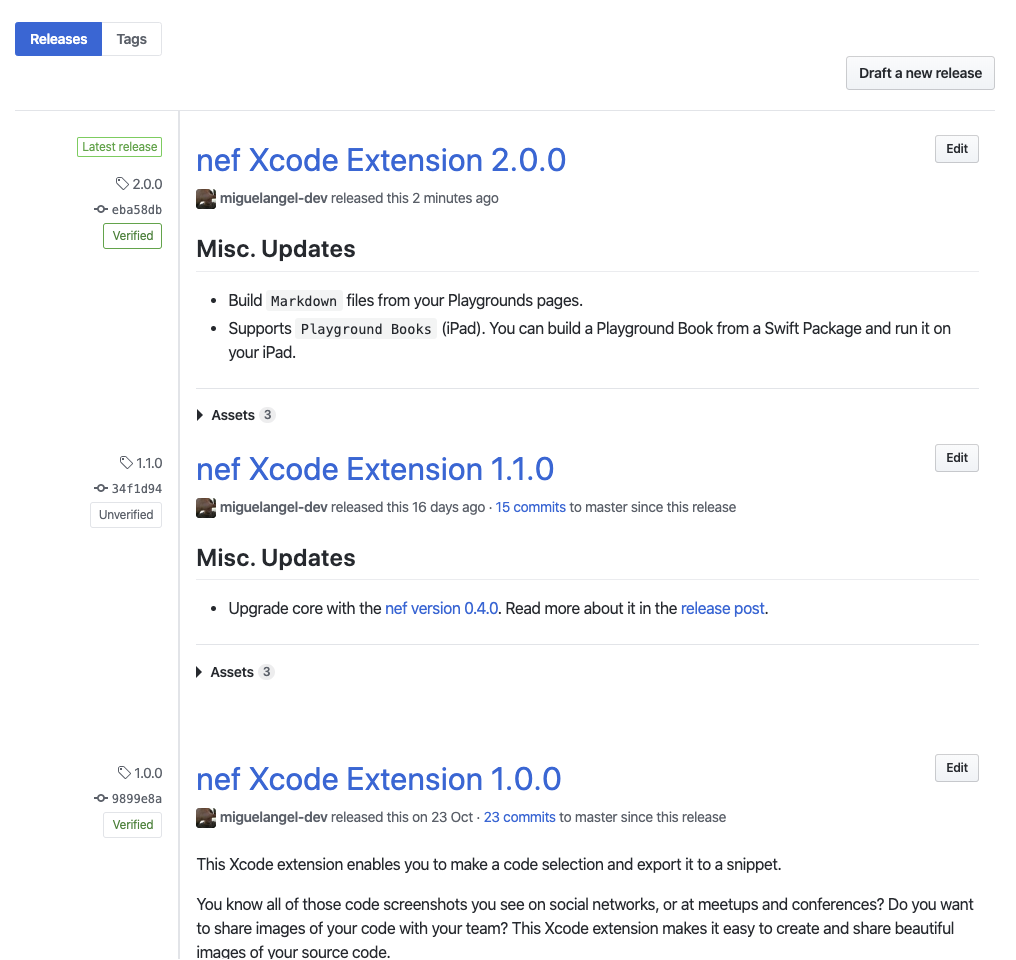 Releases Tags
Draft a new release
Latest release
2.0.0
eba58db
Verified
nef Xcode Extension 2.0.0
Edit
miguelangel-dev released this 2 minutes ago
Misc. Updates
• Build Markdown files from your Playgrounds pages.
• Supports Playground Books (iPad). You can build a Playground Book from a Swift Package and run it on
your iPad.
Assets 3
1.1.0
34f1d94
Unverified
nef Xcode Extension 1.1.0
Edit
miguelangel-dev released this 16 days ago · 15 commits to master since this release
Misc. Updates
• Upgrade core with the nef version 0.4.0. Read more about it in the release post.
Assets 3
1.0.0
9899e8a
Verified
nef Xcode Extension 1.0.0
Edit
miguelangel-dev released this on 23 Oct · 23 commits to master since this release
This Xcode extension enables you to make a code selection and export it to a snippet.
You know all of those code screenshots you see on social networks, or at meetups and conferences? Do you want
to share images of your code with your team? This Xcode extension makes it easy to create and share beautiful
images of your source code.